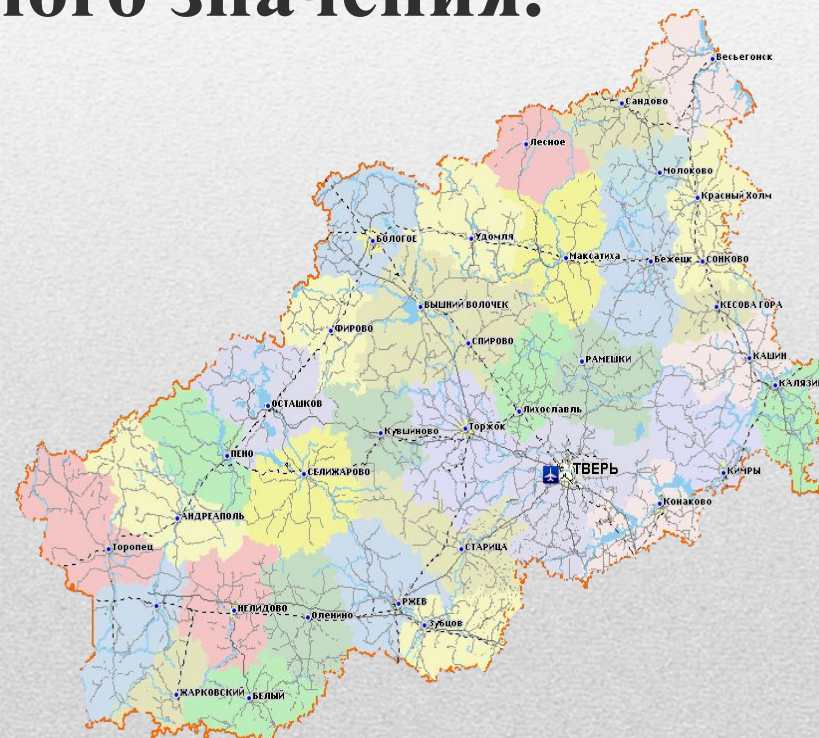 ного значения.
Весьегонск
Сандово
Лесное
Молоково
Красный Холм
БОЛОГОЕ
Удомля
Максатиха
Бежецк
СОНКОВО
ВЫШНИЙ ВОЛОЧЕК
КЕСОВА ГОРА
ФИРОВО
СПИРОВО
РАМЕШКИ
КАШИН
КАЛЯЗИН
ОСТАШКОВ
Лихославль
Кувшиново
Торжок
ПЕНО
СЕЛИЖАРОВО
ТВЕРЬ
КИМРЫ
Конаково
АНДРЕАПОЛЬ
Торопец
СТАРИЦА
НЕЛИДОВО
Оленино
РЖЕВ
Зубцов
ЖАРКОВСКИЙ
БЕЛЫЙ